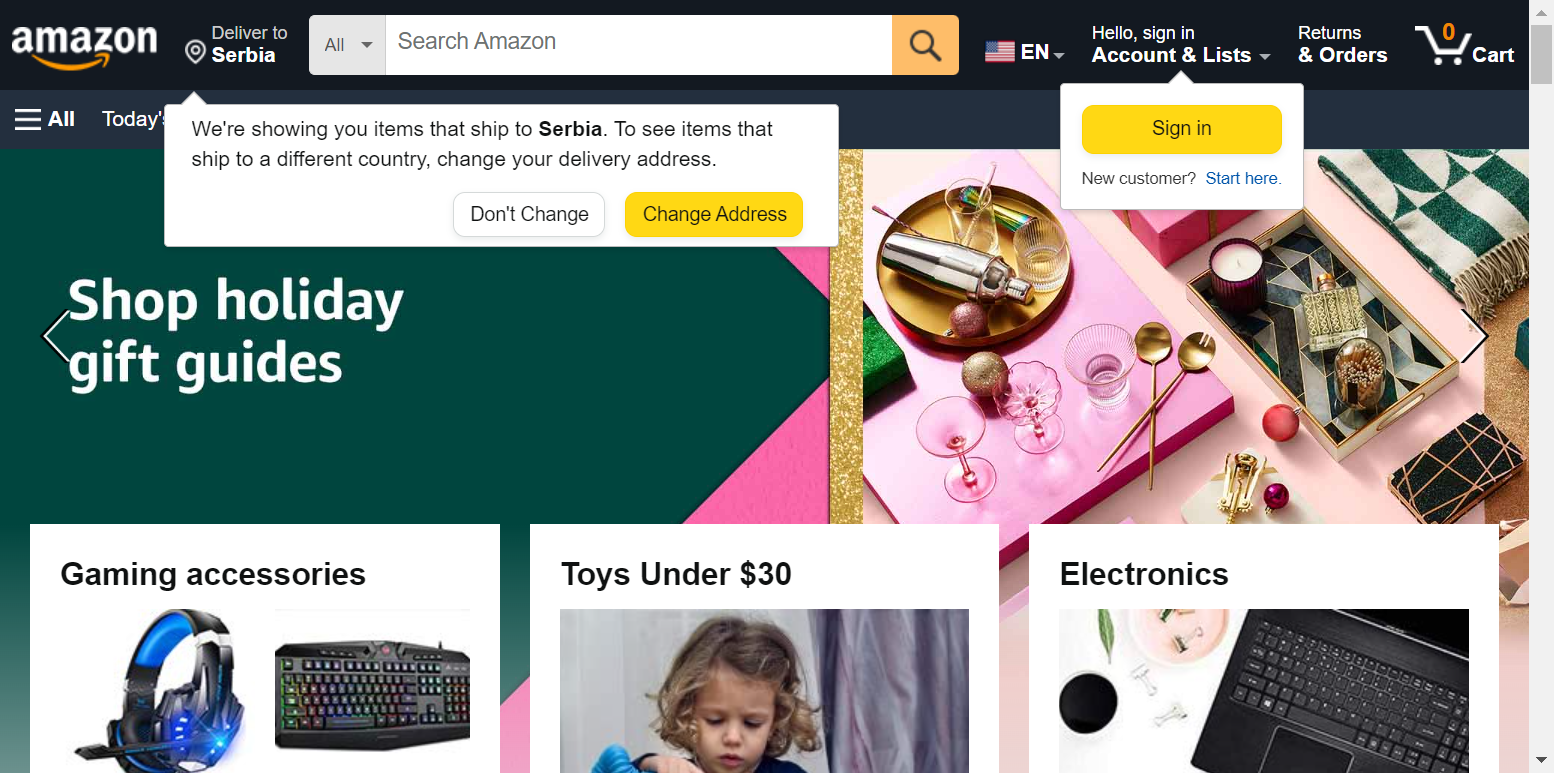 amazon
Deliver to
Serbia
All
Search Amazon
EN
Hello, sign in
Account & Lists
Returns
& Orders
0
Cart
All
Today's
We're showing you items that ship to Serbia. To see items that
ship to a different country, change your delivery address.
Don't Change
Change Address
Sign in
New customer? Start here.
Shop holiday
gift guides
Gaming accessories
Toys Under $30
Electronics